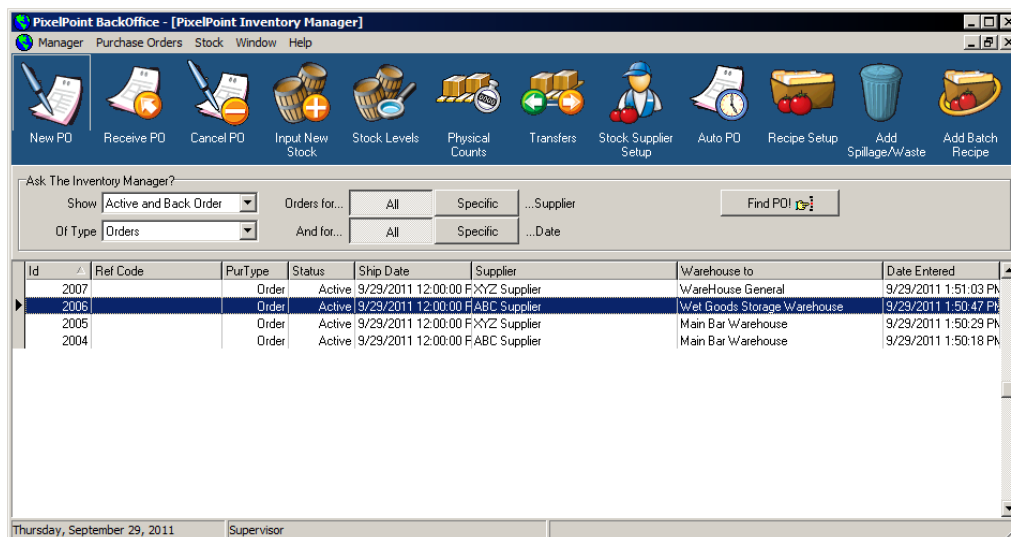 PixelPoint BackOffice - [PixelPoint Inventory Manager]
Manager Purchase Orders Stock Window Help
New PO Receive PO Cancel PO Input New Stock Stock Levels Physical Counts Transfers Stock Supplier Setup Auto PO Recipe Setup Add Spillage/Waste Add Batch Recipe
Ask The Inventory Manager?
Show Active and Back Order Orders for... All Specific ...Supplier Find PO!
Of Type Orders And for... All Specific ...Date
Id Ref Code PurType Status Ship Date Supplier Warehouse to Date Entered
2007 Order Active 9/29/2011 12:00:00 P XYZ Supplier WareHouse General 9/29/2011 1:51:03 PM
2006 Order Active 9/29/2011 12:00:00 P ABC Supplier Wet Goods Storage Warehouse 9/29/2011 1:50:47 PM
2005 Order Active 9/29/2011 12:00:00 P XYZ Supplier Main Bar Warehouse 9/29/2011 1:50:29 PM
2004 Order Active 9/29/2011 12:00:00 P ABC Supplier Main Bar Warehouse 9/29/2011 1:50:18 PM
Thursday, September 29, 2011 Supervisor